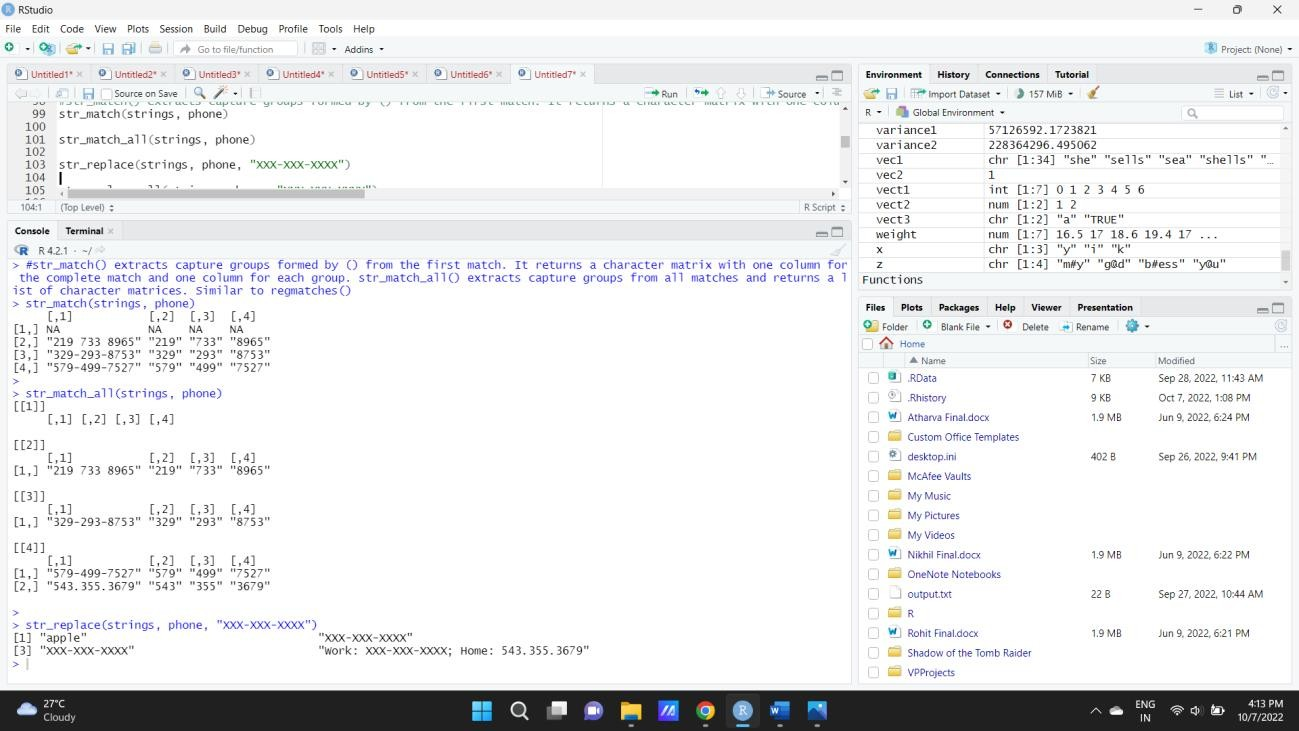 RStudio
File Edit Code View Plots Session Build Debug Profile Tools Help
Go to file/function Addins Project: (None)
Untitled1* Untitled2* Untitled3* Untitled4* Untitled5* Untitled6* Untitled7*
Source on Save Run Source
99 str_match(strings, phone)
100
101 str_match_all(strings, phone)
102
103 str_replace(strings, phone, "XXX-XXX-XXXX")
104
105
104:1 (Top Level) R Script
Console Terminal
R 4.2.1 · ~/
> #str_match() extracts capture groups formed by () from the first match. It returns a character matrix with one column for
the complete match and one column for each group. str_match_all() extracts capture groups from all matches and returns a l
ist of character matrices. Similar to regmatches()
> str_match(strings, phone)
[,1] [,2] [,3] [,4]
[1,] NA NA NA NA
[2,] "219 733 8965" "219" "733" "8965"
[3,] "329-293-8753" "329" "293" "8753"
[4,] "579-499-7527" "579" "499" "7527"
>
> str_match_all(strings, phone)
[[1]]
[,1] [,2] [,3] [,4]
[[2]]
[,1] [,2] [,3] [,4]
[1,] "219 733 8965" "219" "733" "8965"
[[3]]
[,1] [,2] [,3] [,4]
[1,] "329-293-8753" "329" "293" "8753"
[[4]]
[,1] [,2] [,3] [,4]
[1,] "579-499-7527" "579" "499" "7527"
[2,] "543.355.3679" "543" "355" "3679"
>
> str_replace(strings, phone, "XXX-XXX-XXXX")
[1] "apple" "XXX-XXX-XXXX"
[3] "XXX-XXX-XXXX" "Work: XXX-XXX-XXXX; Home: 543.355.3679"
>
Environment History Connections Tutorial
Import Dataset 157 MiB List
R Global Environment
variance1 57126592.1723821
variance2 228364296.495062
vec1 chr [1:34] "she" "sells" "sea" "shells" "...
vec2 1
vect1 int [1:7] 0 1 2 3 4 5 6
vect2 num [1:2] 1 2
vect3 chr [1:2] "a" "TRUE"
weight num [1:7] 16.5 17 18.6 19.4 17 ...
x chr [1:3] "y" "i" "k"
z chr [1:4] "m#y" "g@d" "b#ess" "y@u"
Functions
Files Plots Packages Help Viewer Presentation
Folder Blank File Delete Rename
Home ...
Name Size Modified
.RData 7 KB Sep 28, 2022, 11:43 AM
.Rhistory 9 KB Oct 7, 2022, 1:08 PM
Atharva Final.docx 1.9 MB Jun 9, 2022, 6:24 PM
Custom Office Templates
desktop.ini 402 B Sep 26, 2022, 9:41 PM
McAfee Vaults
My Music
My Pictures
My Videos
Nikhil Final.docx 1.9 MB Jun 9, 2022, 6:22 PM
OneNote Notebooks
output.txt 22 B Sep 27, 2022, 10:44 AM
R
Rohit Final.docx 1.9 MB Jun 9, 2022, 6:21 PM
Shadow of the Tomb Raider
VPProjects
27°C
Cloudy
ENG
IN
4:13 PM
10/7/2022